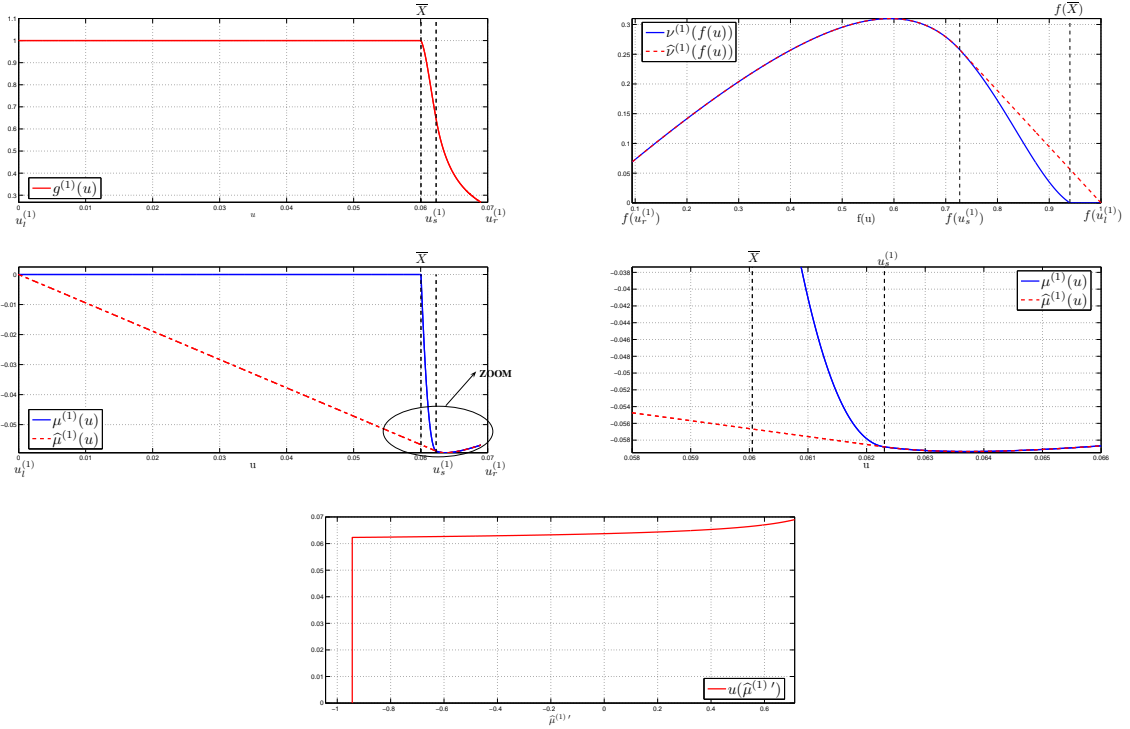 X̅
1.1
1
0.9
0.8
0.7
0.6
0.5
0.4
0.3
g^{(1)}(u)
0 0.01 0.02 0.03 0.04 0.05 0.06 0.07
u_l^{(1)} u u_s^{(1)} u_r^{(1)}
f(X̅)
0.3
0.25
0.2
0.15
0.1
0.05
0
ν^{(1)}(f(u))
ν̂^{(1)}(f(u))
0.1 0.2 0.3 0.4 0.5 0.6 0.7 0.8 0.9 1
f(u_r^{(1)}) f(u) f(u_s^{(1)}) f(u_l^{(1)})
X̅
0
−0.01
−0.02
−0.03
−0.04
−0.05
ZOOM
μ^{(1)}(u)
μ̂^{(1)}(u)
0 0.01 0.02 0.03 0.04 0.05 0.06 0.07
u_l^{(1)} u u_s^{(1)} u_r^{(1)}
X̅ u_s^{(1)}
−0.038
−0.04
−0.042
−0.044
−0.046
−0.048
−0.05
−0.052
−0.054
−0.056
−0.058
μ^{(1)}(u)
μ̂^{(1)}(u)
0.058 0.059 0.06 0.061 0.062 0.063 0.064 0.065 0.066
u
0.07
0.06
0.05
0.04
0.03
0.02
0.01
0
u(μ̂^{(1) ′})
−1 −0.8 −0.6 −0.4 −0.2 0 0.2 0.4 0.6
μ̂^{(1) ′}